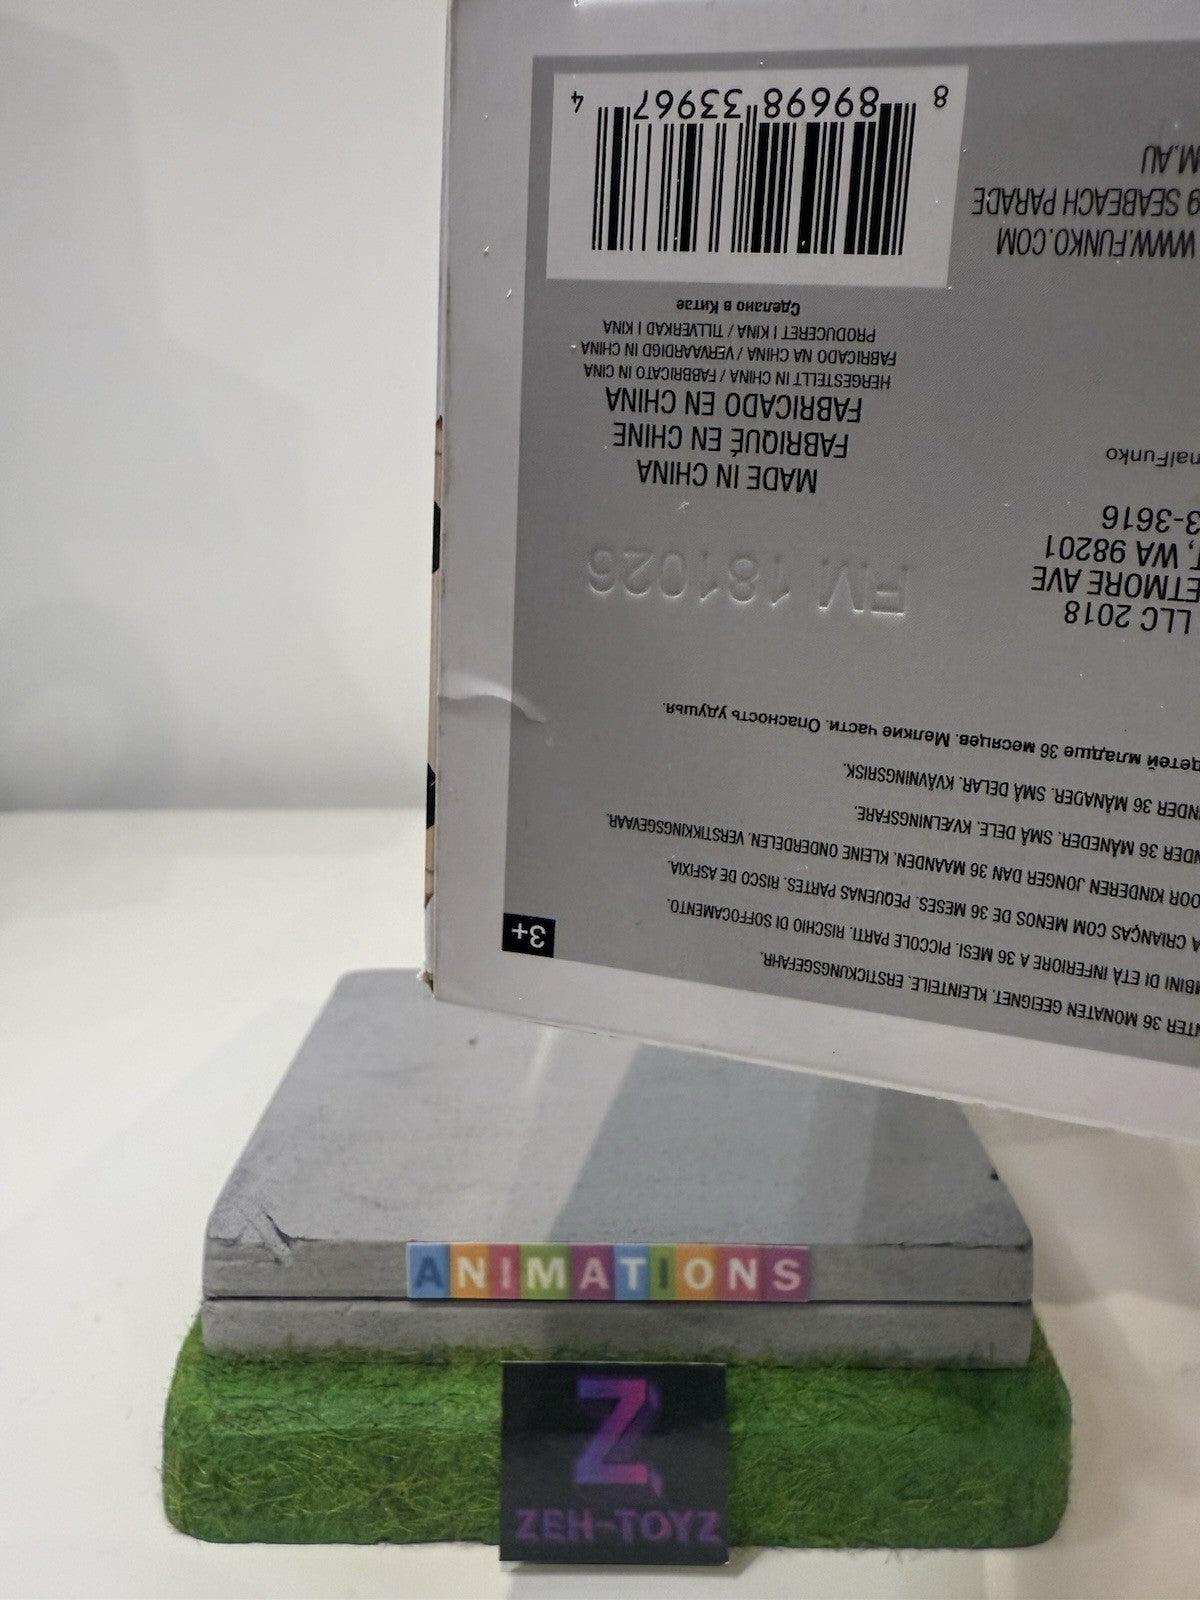 NTER 36 MONATEN GEEIGNET. KLEINTEILE. ERSTICKUNGSGEFAHR.
MBINI DI ETÀ INFERIORE A 36 MESI. PICCOLE PARTI. RISCHIO DI SOFFOCAMENTO.
A CRIANÇAS COM MENOS DE 36 MESES. PEQUENAS PARTES. RISCO DE ASFIXIA.
OOR KINDEREN JONGER DAN 36 MAANDEN. KLEINE ONDERDELEN. VERSTIKKINGSGEVAAR.
NDER 36 MÅNEDER. SMÅ DELE. KVÆLNINGSFARE.
NDER 36 MÅNADER. SMÅ DELAR. KVÄVNINGSRISK.
детей младше 36 месяцев. Мелкие части. Опасность удушья.
3+
LLC 2018
ETMORE AVE
T, WA 98201
3-3616
nalFunko
WWW.FUNKO.COM
9 SEABEACH PARADE
M.AU
FM 181026
MADE IN CHINA
FABRIQUÉ EN CHINE
FABRICADO EN CHINA
HERGESTELLT IN CHINA / FABBRICATO IN CINA
FABRICADO NA CHINA / VERVAARDIGD IN CHINA
PRODUCERET I KINA / TILLVERKAD I KINA
Сделано в Китае
8 89698 33967 4
ANIMATIONS
Z
ZEH-TOYZ